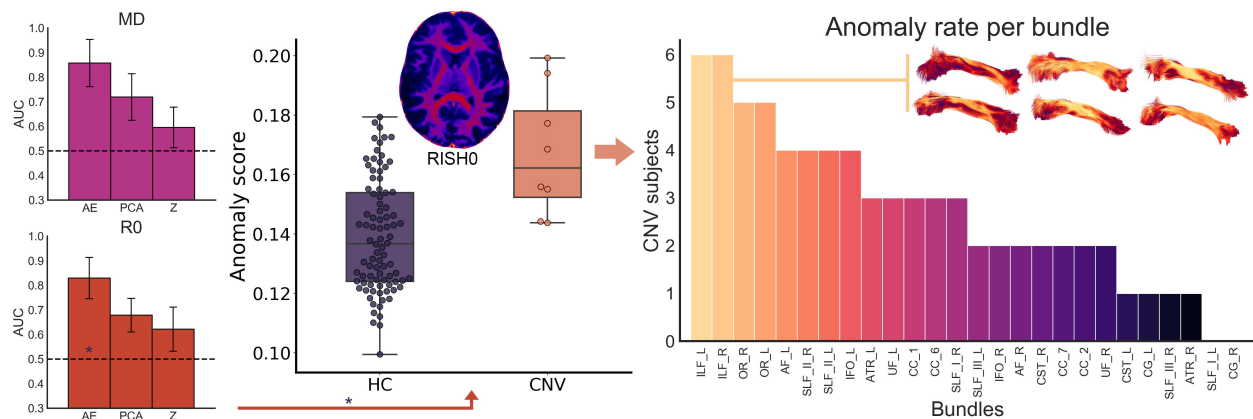 MD
1.0
0.9
0.8
0.7
0.6
0.5
0.4
0.3
AUC
AE PCA Z
R0
1.0
0.9
0.8
0.7
0.6
0.5
0.4
0.3
AUC
*
AE PCA Z
0.20
0.18
0.16
0.14
0.12
0.10
Anomaly score
RISH0
HC CNV
*
Anomaly rate per bundle
6
5
4
3
2
1
0
CNV subjects
ILF_L
ILF_R
OR_R
OR_L
AF_L
SLF_II_R
SLF_II_L
IFO_L
ATR_L
UF_L
CC_1
CC_6
SLF_I_R
SLF_III_L
IFO_R
AF_R
CST_R
CC_7
CC_2
UF_R
CST_L
CG_L
SLF_III_R
ATR_R
SLF_I_L
CG_R
Bundles